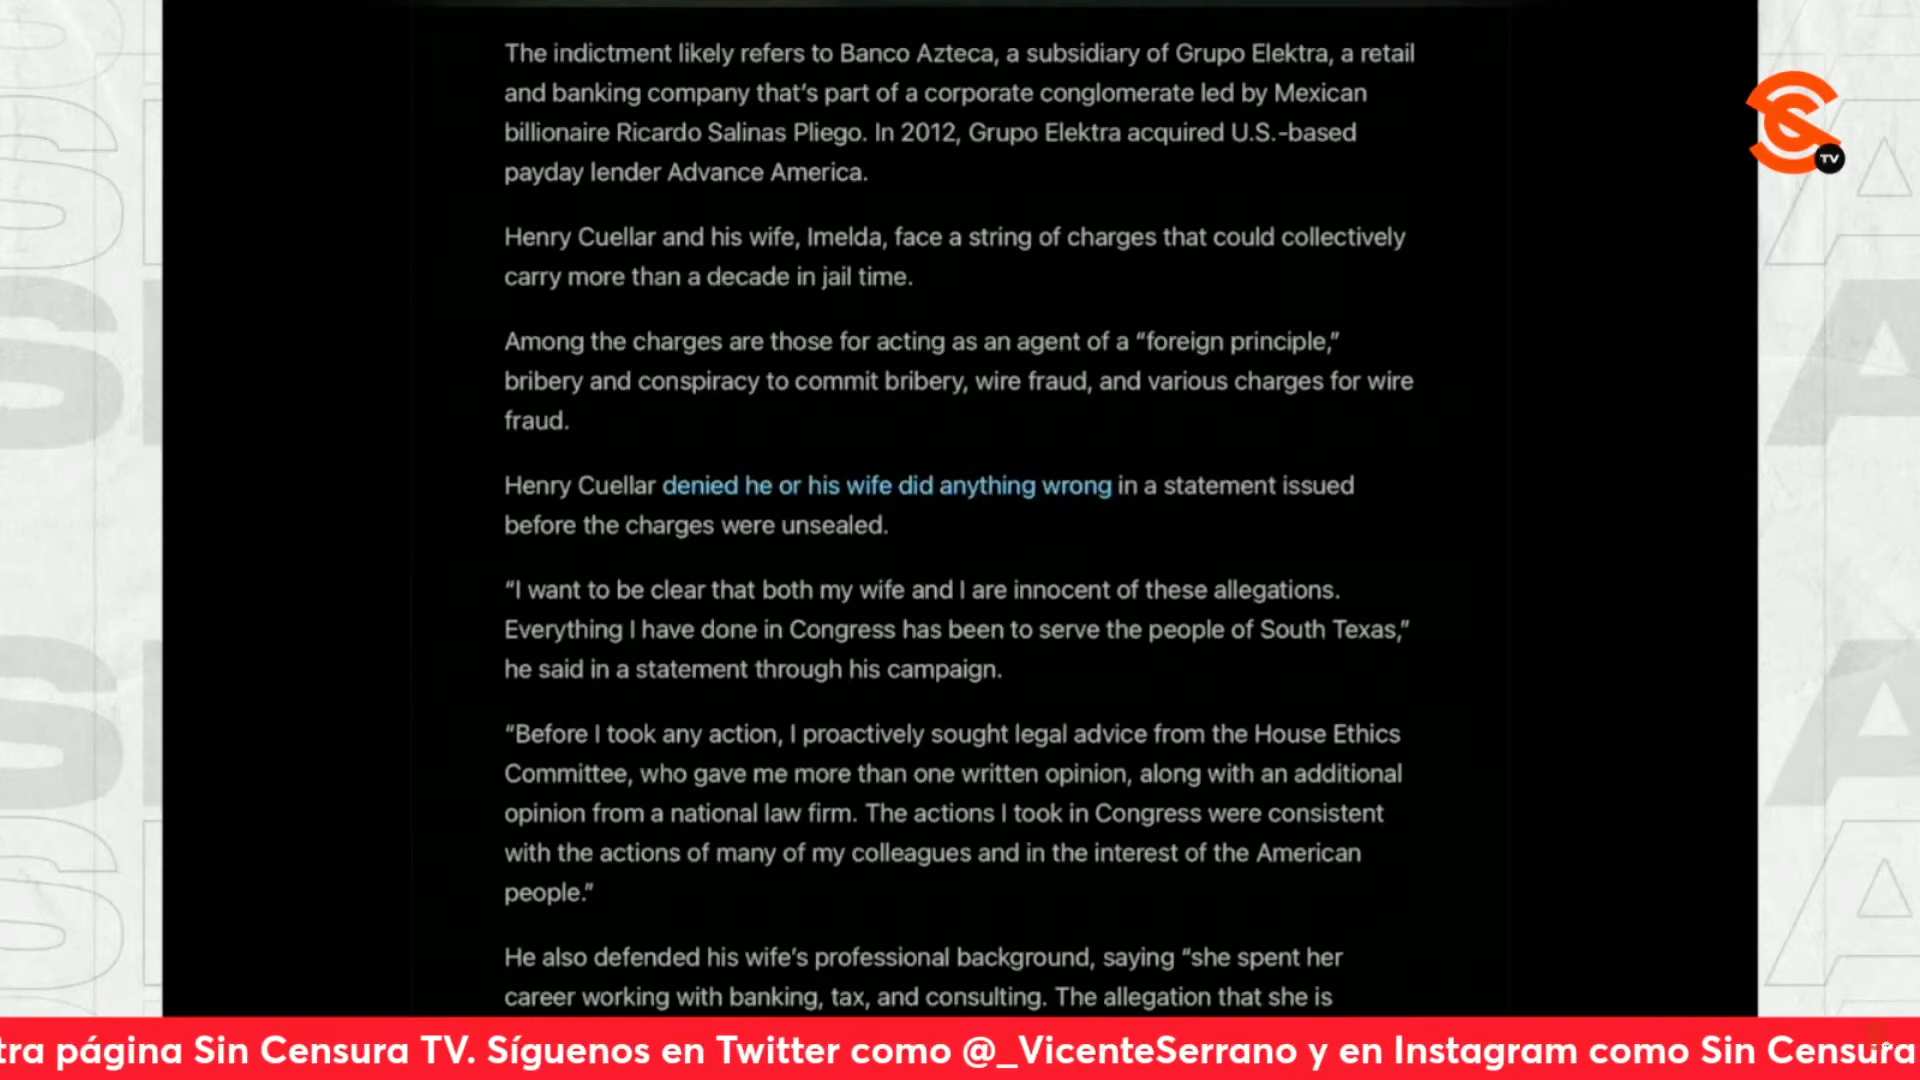 The indictment likely refers to Banco Azteca, a subsidiary of Grupo Elektra, a retail
and banking company that’s part of a corporate conglomerate led by Mexican
billionaire Ricardo Salinas Pliego. In 2012, Grupo Elektra acquired U.S.-based
payday lender Advance America.
TV
Henry Cuellar and his wife, Imelda, face a string of charges that could collectively
carry more than a decade in jail time.
Among the charges are those for acting as an agent of a “foreign principle,”
bribery and conspiracy to commit bribery, wire fraud, and various charges for wire
fraud.
Henry Cuellar denied he or his wife did anything wrong in a statement issued
before the charges were unsealed.
“I want to be clear that both my wife and I are innocent of these allegations.
Everything I have done in Congress has been to serve the people of South Texas,”
he said in a statement through his campaign.
“Before I took any action, I proactively sought legal advice from the House Ethics
Committee, who gave me more than one written opinion, along with an additional
opinion from a national law firm. The actions I took in Congress were consistent
with the actions of many of my colleagues and in the interest of the American
people.”
He also defended his wife’s professional background, saying “she spent her
career working with banking, tax, and consulting. The allegation that she is
tra página Sin Censura TV. Síguenos en Twitter como @_VicenteSerrano y en Instagram como Sin Censura